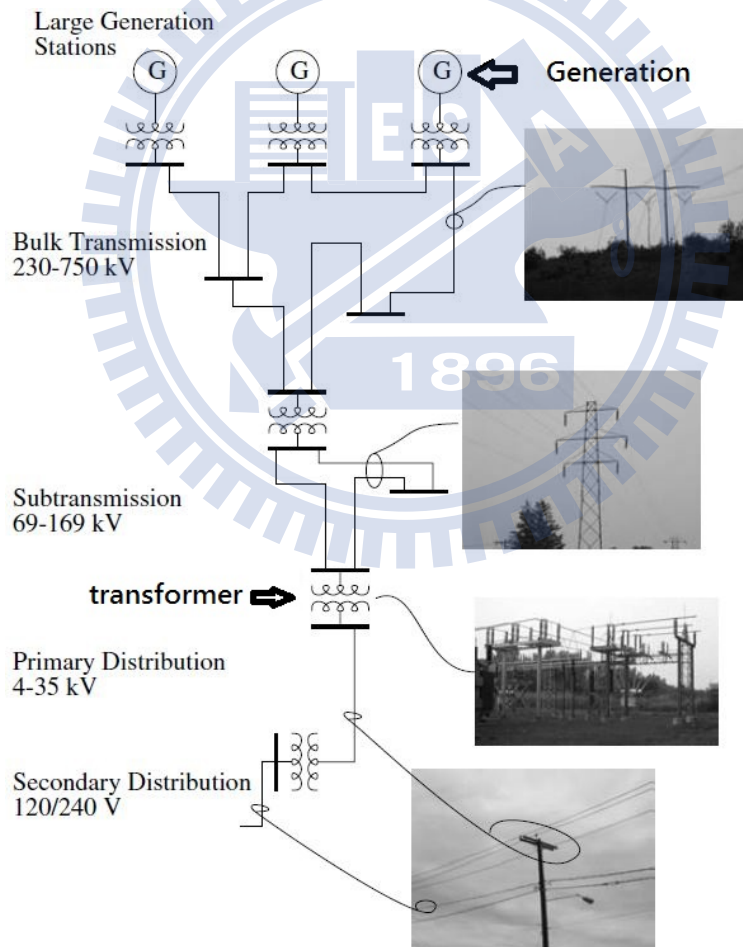 Large Generation
Stations
G
G
G
Generation
E S A
Bulk Transmission
230-750 kV
1896
Subtransmission
69-169 kV
transformer
Primary Distribution
4-35 kV
Secondary Distribution
120/240 V